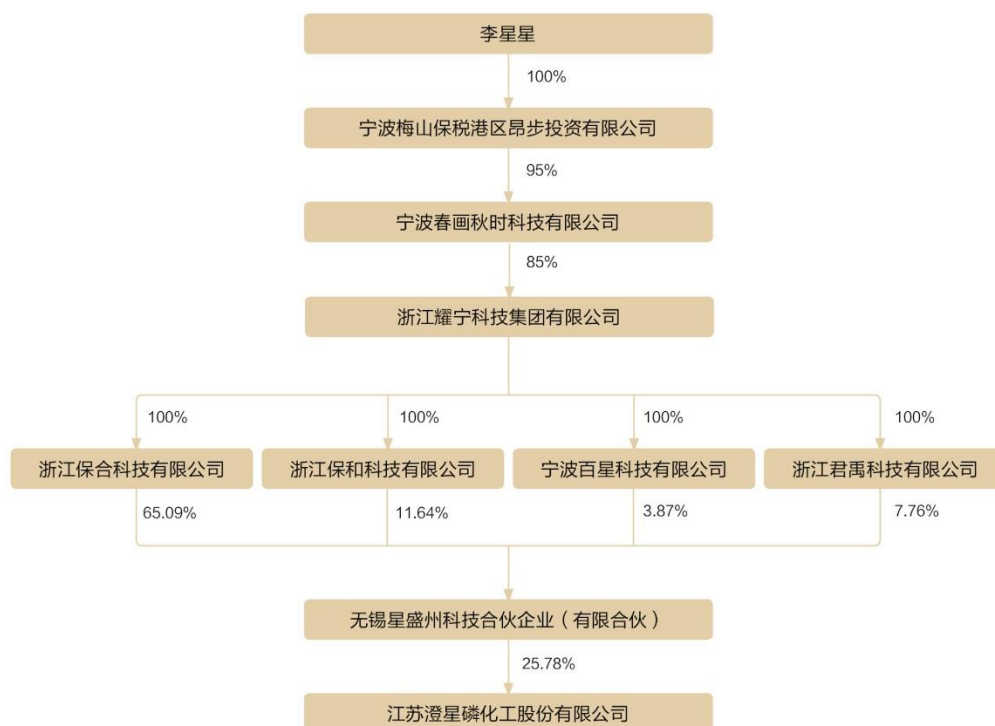 李星星
100%
宁波梅山保税港区昂步投资有限公司
95%
宁波春画秋时科技有限公司
85%
浙江耀宁科技集团有限公司
100% 100% 100% 100%
浙江保合科技有限公司 浙江保和科技有限公司 宁波百星科技有限公司 浙江君禹科技有限公司
65.09% 11.64% 3.87% 7.76%
无锡星盛州科技合伙企业（有限合伙）
25.78%
江苏澄星磷化工股份有限公司